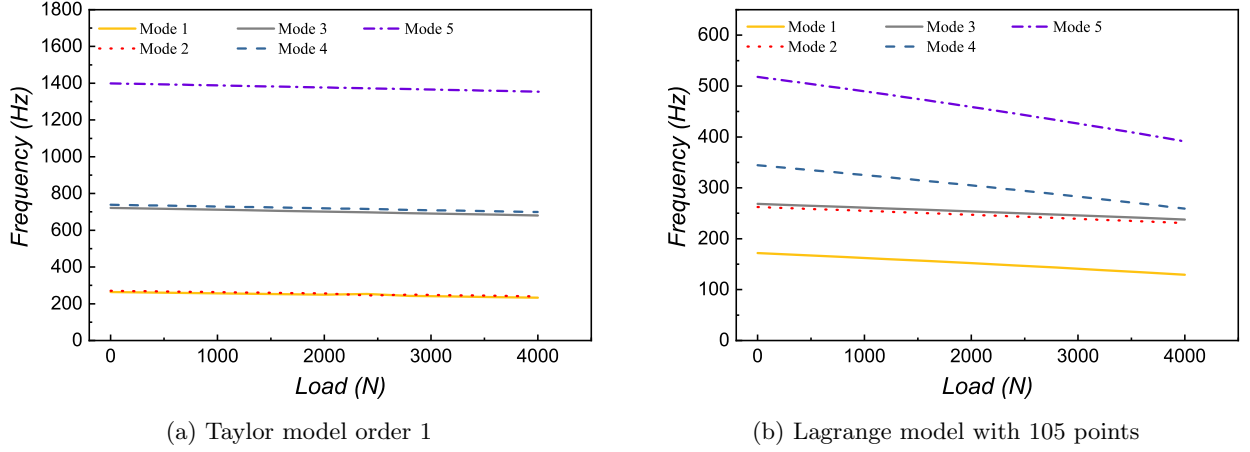 1800
1600
1400
1200
1000
800
600
400
200
0
Frequency (Hz)
Mode 1 Mode 3 Mode 5
Mode 2 Mode 4
0 1000 2000 3000 4000
Load (N)
(a) Taylor model order 1
600
500
400
300
200
100
0
Frequency (Hz)
Mode 1 Mode 3 Mode 5
Mode 2 Mode 4
0 1000 2000 3000 4000
Load (N)
(b) Lagrange model with 105 points